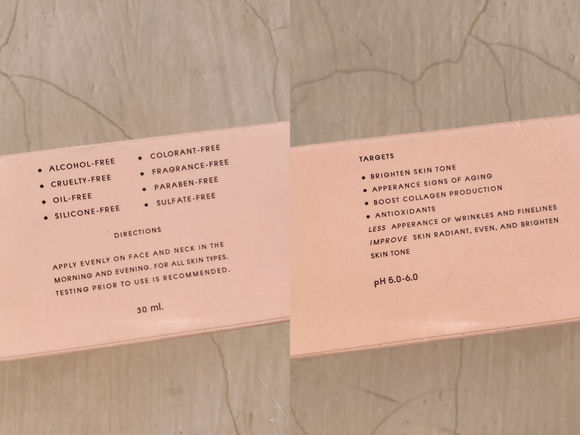 • ALCOHOL-FREE
• CRUELTY-FREE
• OIL-FREE
• SILICONE-FREE
• COLORANT-FREE
• FRAGRANCE-FREE
• PARABEN-FREE
• SULFATE-FREE
DIRECTIONS
APPLY EVENLY ON FACE AND NECK IN THE
MORNING AND EVENING. FOR ALL SKIN TYPES.
TESTING PRIOR TO USE IS RECOMMENDED.
30 ml.
TARGETS
• BRIGHTEN SKIN TONE
• APPERANCE SIGNS OF AGING
• BOOST COLLAGEN PRODUCTION
• ANTIOXIDANTS
LESS APPERANCE OF WRINKLES AND FINELINES
IMPROVE SKIN RADIANT, EVEN, AND BRIGHTEN
SKIN TONE
pH 5.0-6.0